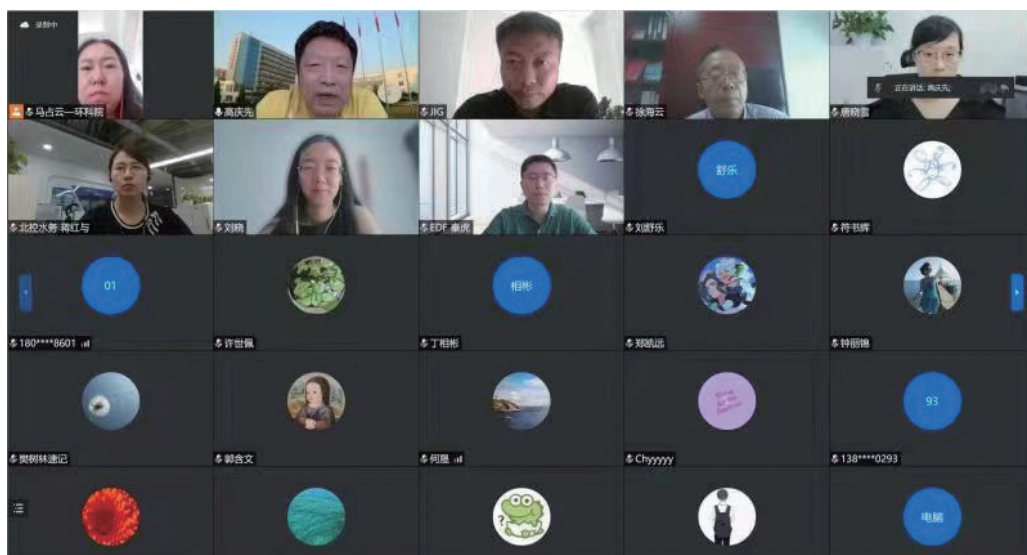 录制中
马占云—环科院
高庆先
JIG
徐海云
正在讲话: 高庆先;
唐晓雪
北控水务 蒋红与
刘晓
EDF 秦虎
舒乐
刘舒乐
符书辉
01
180****8601
许世佩
相彬
丁相彬
郑凯远
钟丽锦
樊树林速记
郭含文
何蕙
Chyyyyy
93
138****0293
?
电脑